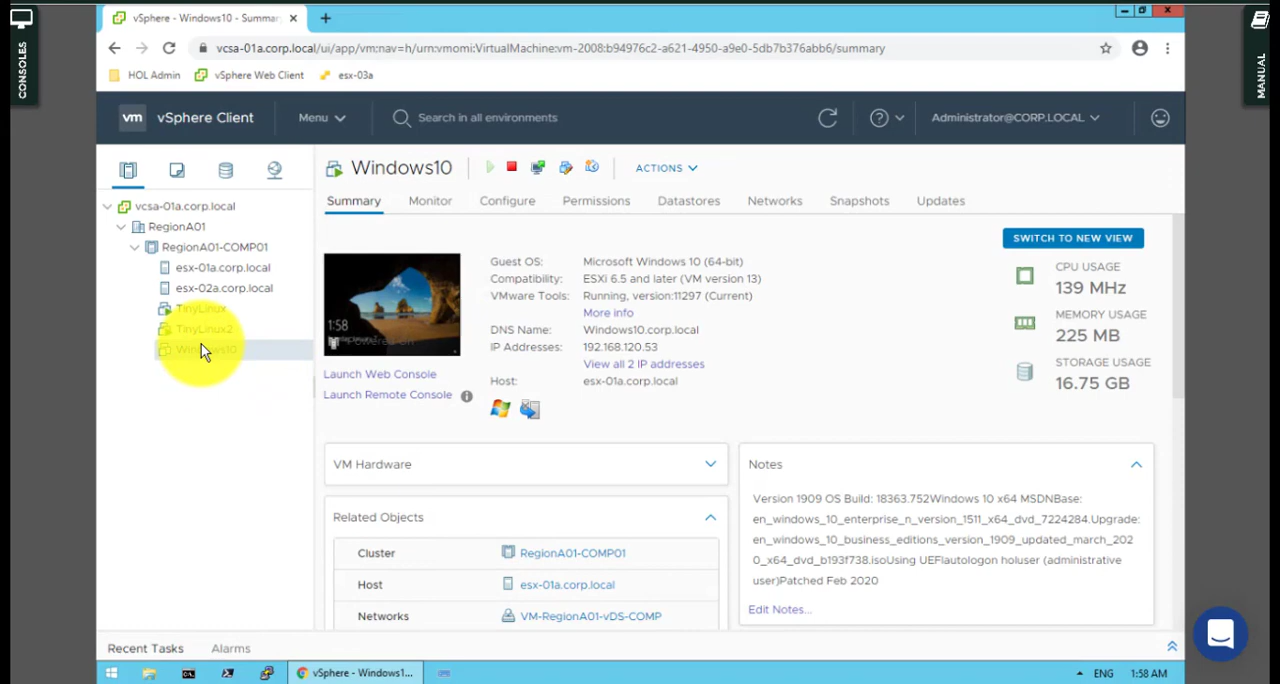 CONSOLES
MANUAL
vSphere - Windows10 - Summar
vcsa-01a.corp.local/ui/app/vm:nav=h/urn:vmomi:VirtualMachine:vm-2008:b94976c2-a621-4950-a9e0-5db7b376abb6/summary
HOL Admin
vSphere Web Client
esx-03a
vm
vSphere Client
Menu
Search in all environments
Administrator@CORP.LOCAL
vcsa-01a.corp.local
RegionA01
RegionA01-COMP01
esx-01a.corp.local
esx-02a.corp.local
TinyLinux
TinyLinux2
Windows10
Windows10
ACTIONS
Summary
Monitor
Configure
Permissions
Datastores
Networks
Snapshots
Updates
1:58
Powered On
Launch Web Console
Launch Remote Console
Guest OS: Microsoft Windows 10 (64-bit)
Compatibility: ESXi 6.5 and later (VM version 13)
VMware Tools: Running, version:11297 (Current)
More info
DNS Name: Windows10.corp.local
IP Addresses: 192.168.120.53
View all 2 IP addresses
Host: esx-01a.corp.local
SWITCH TO NEW VIEW
CPU USAGE
139 MHz
MEMORY USAGE
225 MB
STORAGE USAGE
16.75 GB
VM Hardware
Related Objects
Cluster RegionA01-COMP01
Host esx-01a.corp.local
Networks VM-RegionA01-vDS-COMP
Notes
Version 1909 OS Build: 18363.752Windows 10 x64 MSDNBase:
en_windows_10_enterprise_n_version_1511_x64_dvd_7224284.Upgrade:
en_windows_10_business_editions_version_1909_updated_march_202
0_x64_dvd_b193f738.isoUsing UEFIautologon holuser (administrative
user)Patched Feb 2020
Edit Notes...
Recent Tasks
Alarms
vSphere - Windows1...
ENG
1:58 AM